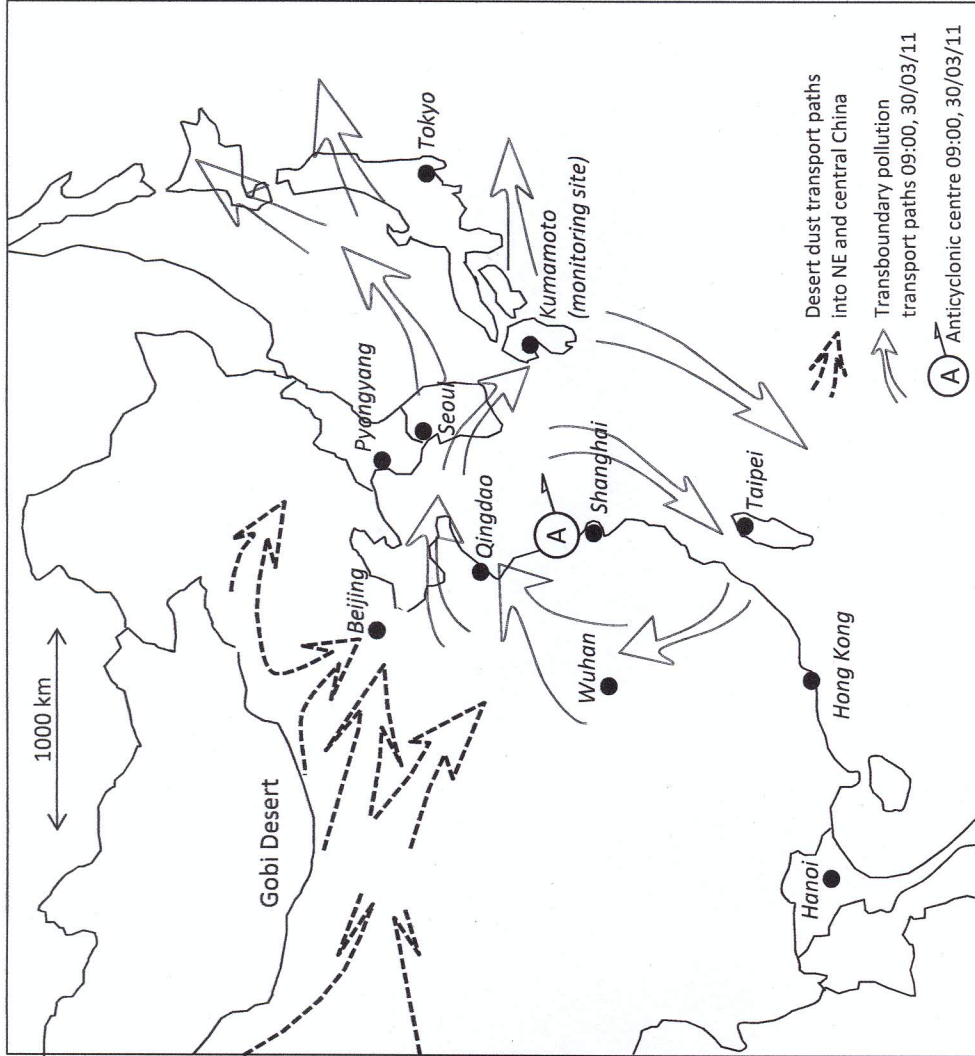 1000 km
Gobi Desert
Beijing
Pyongyang
Seoul
Tokyo
Qingdao
Kumamoto
(monitoring site)
A
Shanghai
Wuhan
Taipei
Hong Kong
Hanoi
Desert dust transport paths
into NE and central China
Transboundary pollution
transport paths 09:00, 30/03/11
A
Anticyclonic centre 09:00, 30/03/11